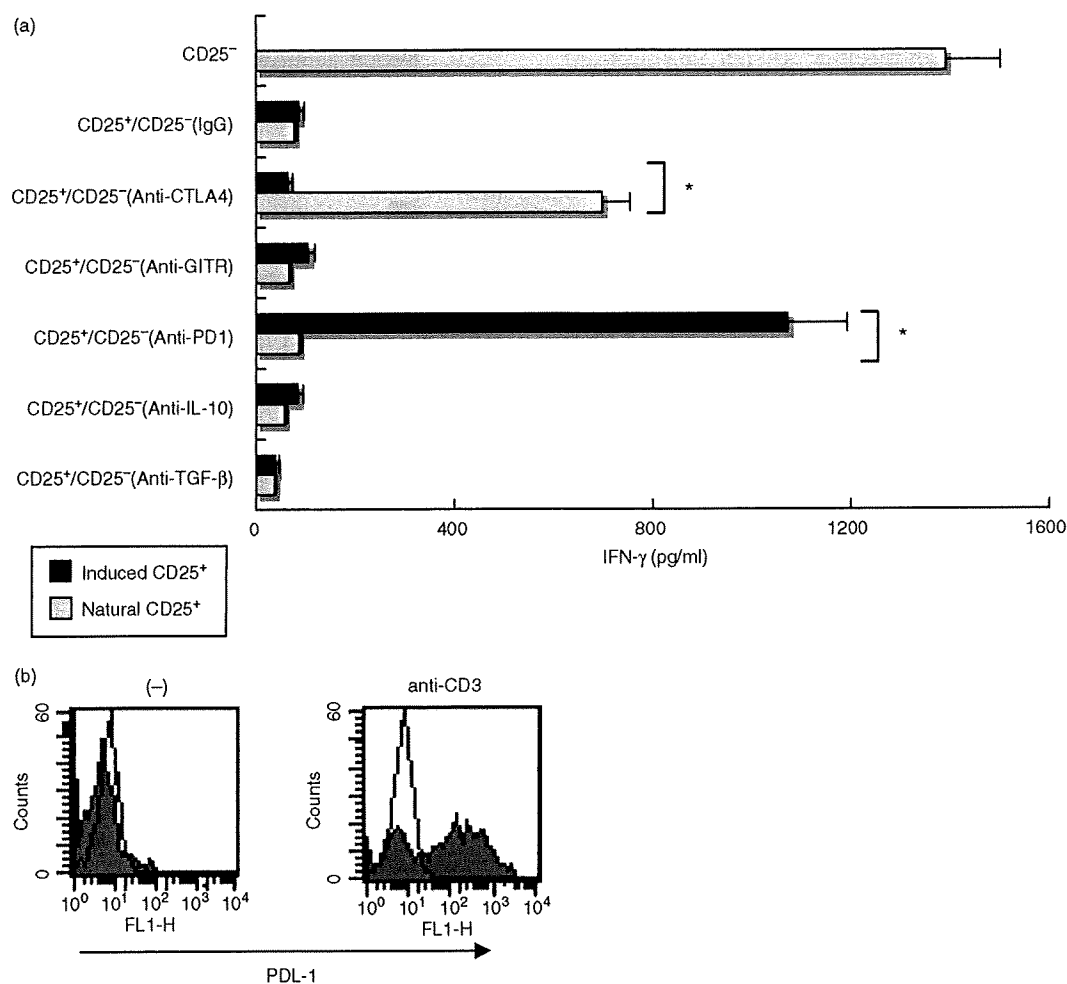 (a)
CD25⁻
CD25⁺/CD25⁻(IgG)
CD25⁺/CD25⁻(Anti-CTLA4)
*
CD25⁺/CD25⁻(Anti-GITR)
CD25⁺/CD25⁻(Anti-PD1)
*
CD25⁺/CD25⁻(Anti-IL-10)
CD25⁺/CD25⁻(Anti-TGF-β)
0 400 800 1200 1600
IFN-γ (pg/ml)
Induced CD25⁺
Natural CD25⁺
(b)
(–) anti-CD3
60 60
Counts Counts
0 0
10⁰ 10¹ 10² 10³ 10⁴ 10⁰ 10¹ 10² 10³ 10⁴
FL1-H FL1-H
PDL-1